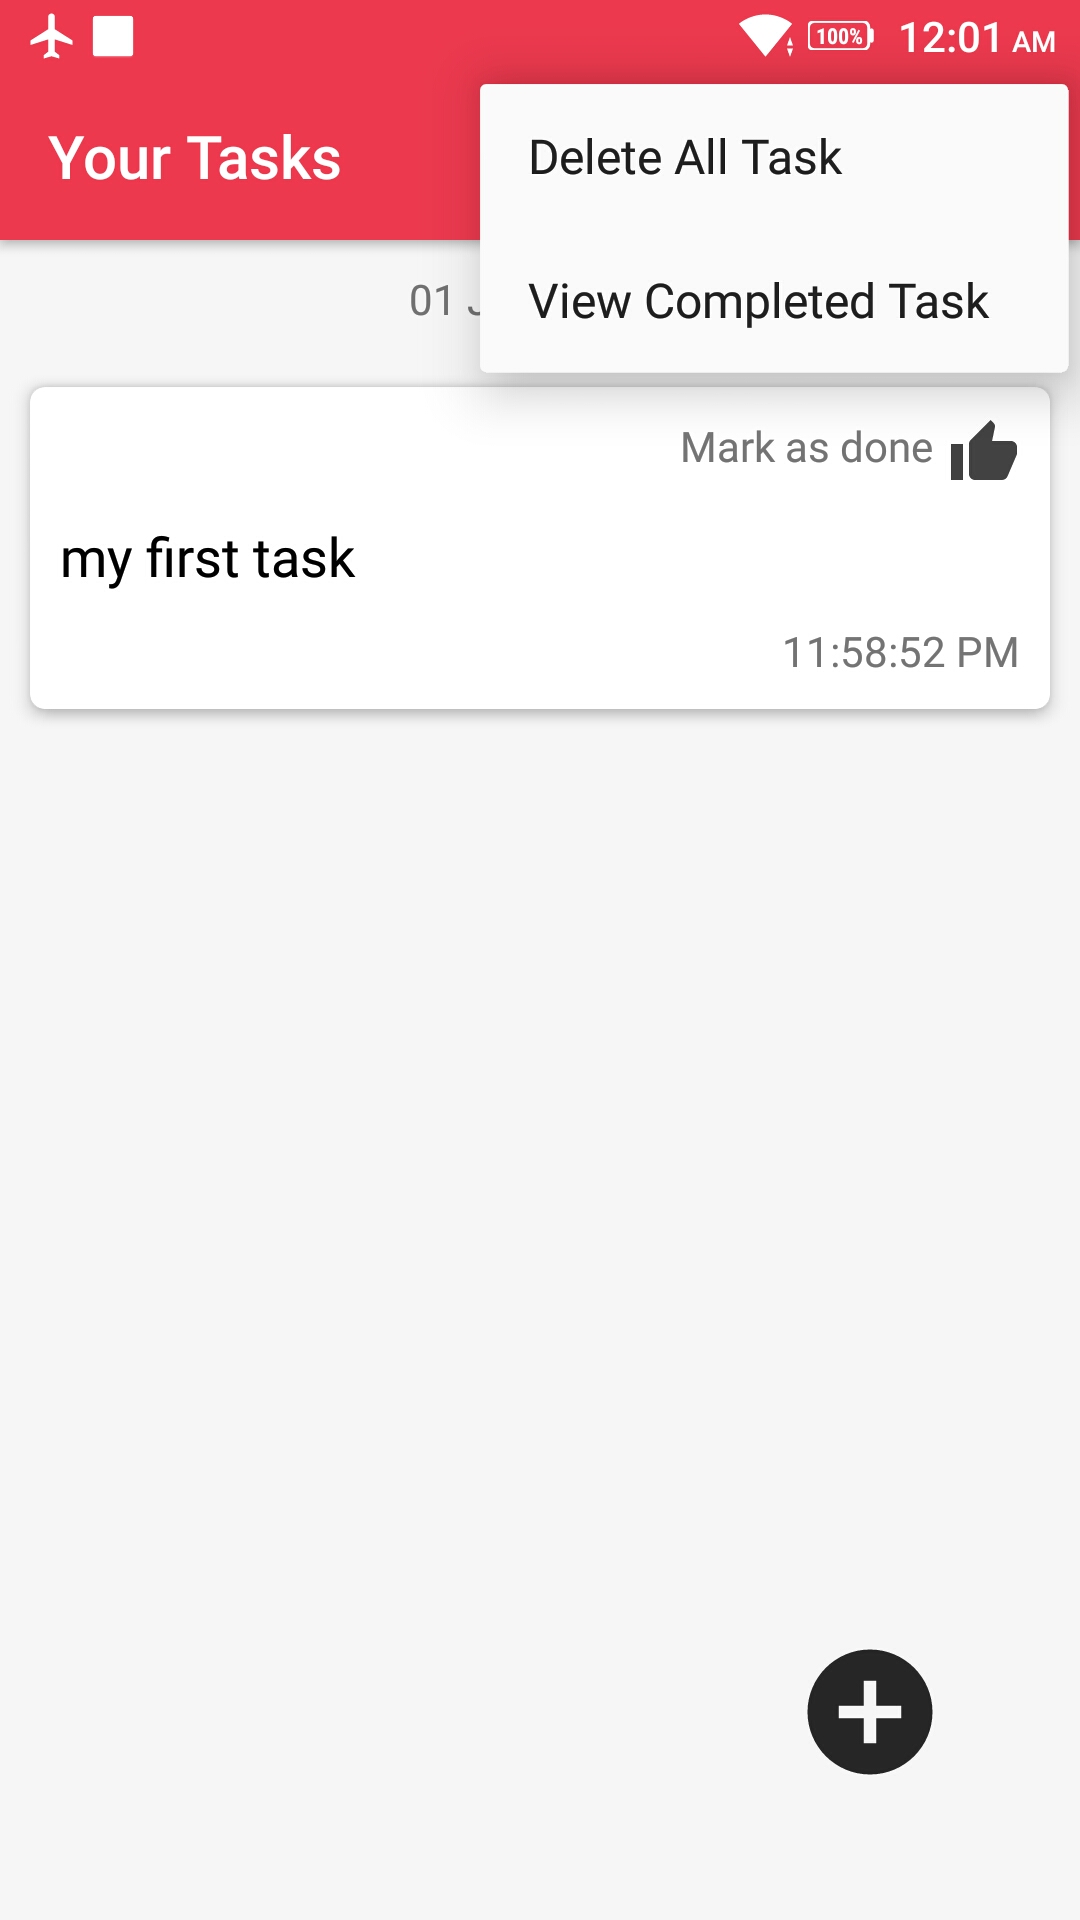 100%
12:01 AM
Your Tasks
Delete All Task
View Completed Task
01
Mark as done
my first task
11:58:52 PM